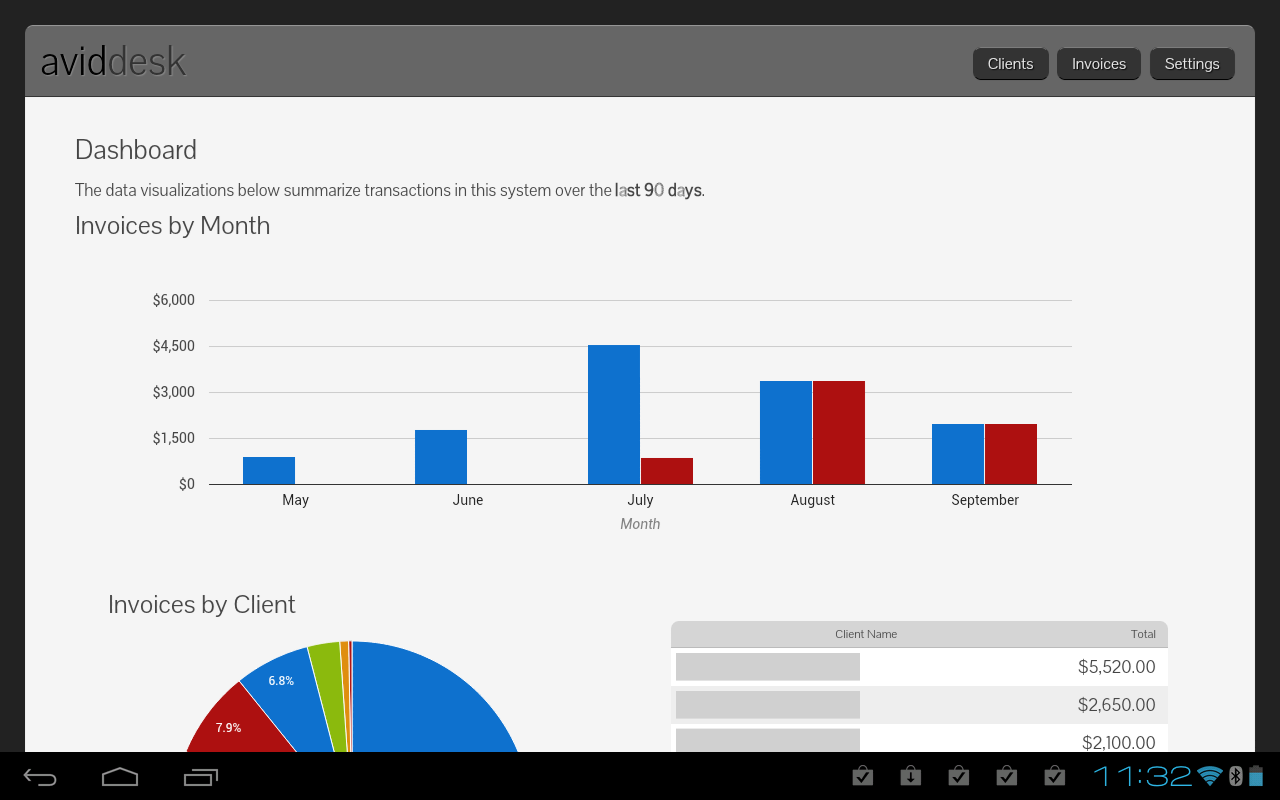 aviddesk
Clients Invoices Settings
Dashboard
The data visualizations below summarize transactions in this system over the last 90 days.
Invoices by Month
$6,000
$4,500
$3,000
$1,500
$0
May June July August September
Month
Invoices by Client
Client Name Total
$5,520.00
6.8%
$2,650.00
7.9%
$2,100.00
11:32